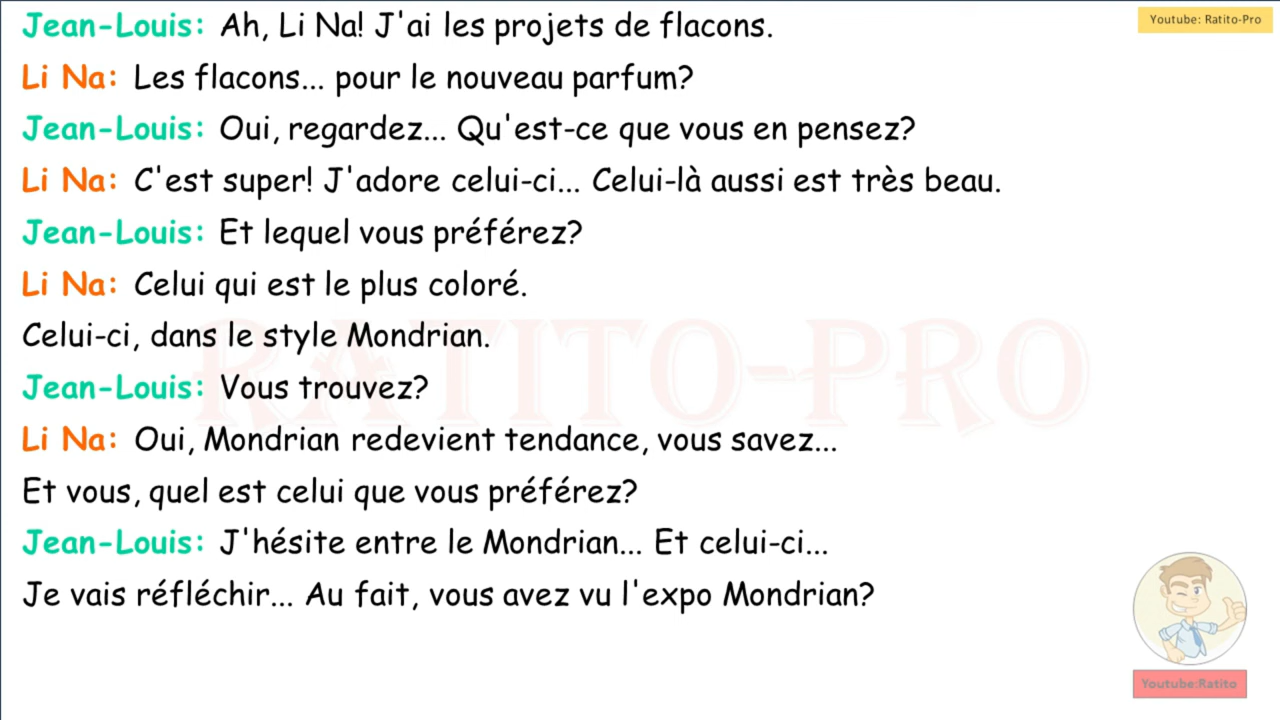 Youtube: Ratito-Pro
Jean-Louis: Ah, Li Na! J'ai les projets de flacons.
Li Na: Les flacons... pour le nouveau parfum?
Jean-Louis: Oui, regardez... Qu'est-ce que vous en pensez?
Li Na: C'est super! J'adore celui-ci... Celui-là aussi est très beau.
Jean-Louis: Et lequel vous préférez?
Li Na: Celui qui est le plus coloré.
Celui-ci, dans le style Mondrian.
RATITO-PRO
Jean-Louis: Vous trouvez?
Li Na: Oui, Mondrian redevient tendance, vous savez...
Et vous, quel est celui que vous préférez?
Jean-Louis: J'hésite entre le Mondrian... Et celui-ci...
Je vais réfléchir... Au fait, vous avez vu l'expo Mondrian?
Youtube:Ratito